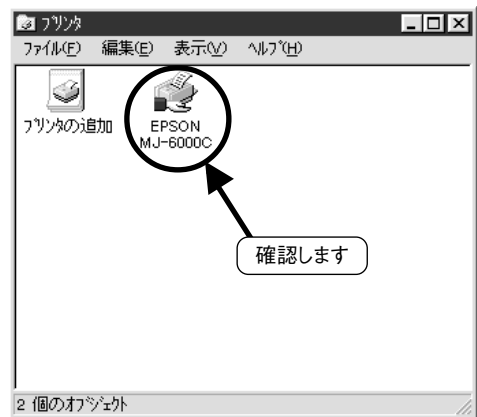 プリンタ
ファイル(F) 編集(E) 表示(V) ヘルプ(H)
プリンタの追加
EPSON
MJ-6000C
確認します
2 個のオブジェクト